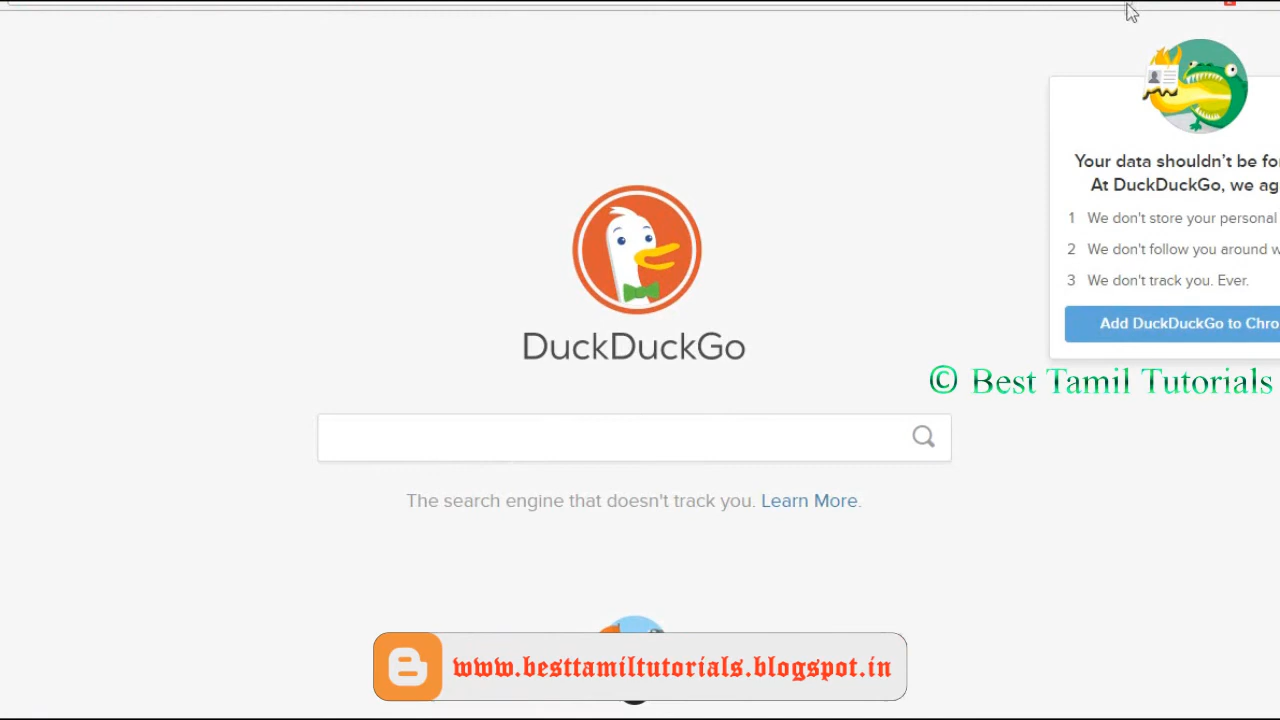 Your data shouldn't be fo
At DuckDuckGo, we ag
1 We don't store your personal
2 We don't follow you around w
3 We don't track you. Ever.
Add DuckDuckGo to Chro
DuckDuckGo
© Best Tamil Tutorials
The search engine that doesn't track you. Learn More.
www.besttamiltutorials.blogspot.in